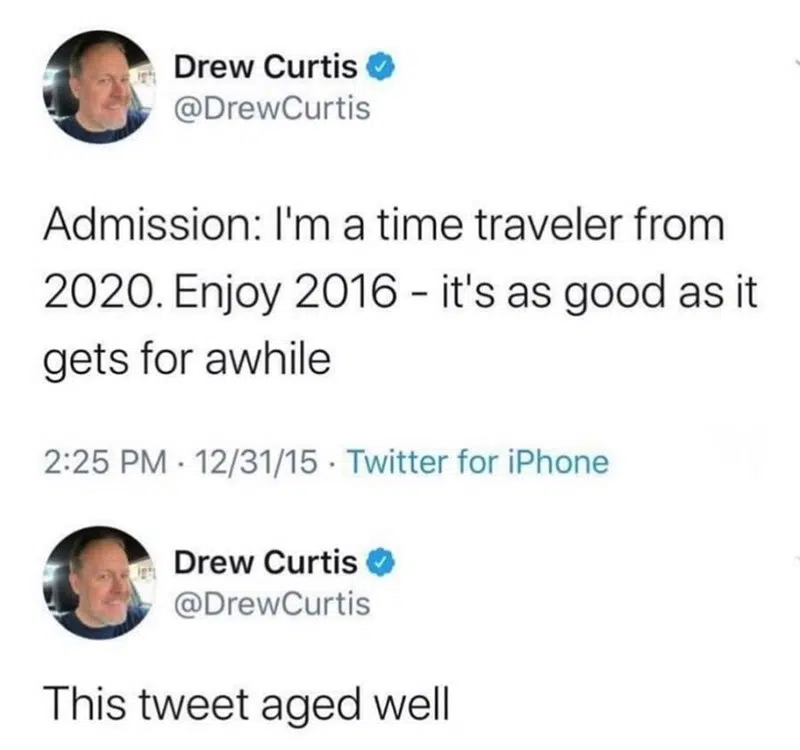 Drew Curtis
@DrewCurtis
Admission: I'm a time traveler from
2020. Enjoy 2016 - it's as good as it
gets for awhile
2:25 PM · 12/31/15 · Twitter for iPhone
Drew Curtis
@DrewCurtis
This tweet aged well